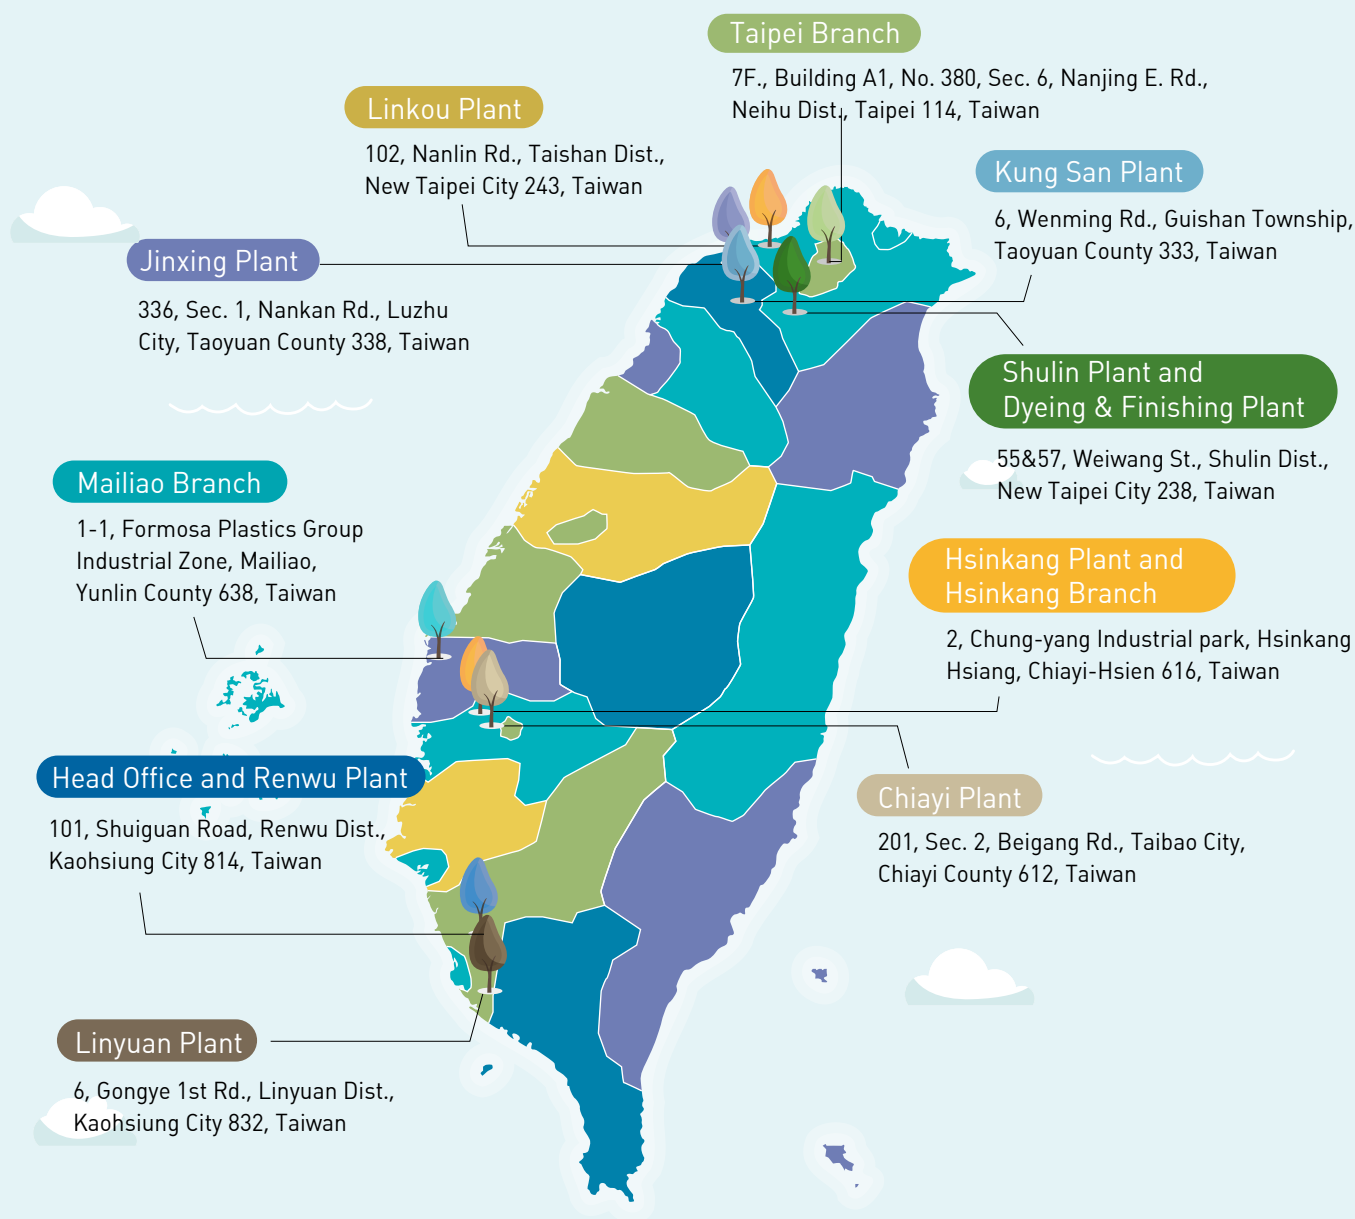 Taipei Branch
7F., Building A1, No. 380, Sec. 6, Nanjing E. Rd.,
Neihu Dist., Taipei 114, Taiwan
Linkou Plant
102, Nanlin Rd., Taishan Dist.,
New Taipei City 243, Taiwan
Kung San Plant
6, Wenming Rd., Guishan Township,
Taoyuan County 333, Taiwan
Jinxing Plant
336, Sec. 1, Nankan Rd., Luzhu
City, Taoyuan County 338, Taiwan
Shulin Plant and
Dyeing & Finishing Plant
55&57, Weiwang St., Shulin Dist.,
New Taipei City 238, Taiwan
Mailiao Branch
1-1, Formosa Plastics Group
Industrial Zone, Mailiao,
Yunlin County 638, Taiwan
Hsinkang Plant and
Hsinkang Branch
2, Chung-yang Industrial park, Hsinkang
Hsiang, Chiayi-Hsien 616, Taiwan
Head Office and Renwu Plant
101, Shuiguan Road, Renwu Dist.,
Kaohsiung City 814, Taiwan
Chiayi Plant
201, Sec. 2, Beigang Rd., Taibao City,
Chiayi County 612, Taiwan
Linyuan Plant
6, Gongye 1st Rd., Linyuan Dist.,
Kaohsiung City 832, Taiwan